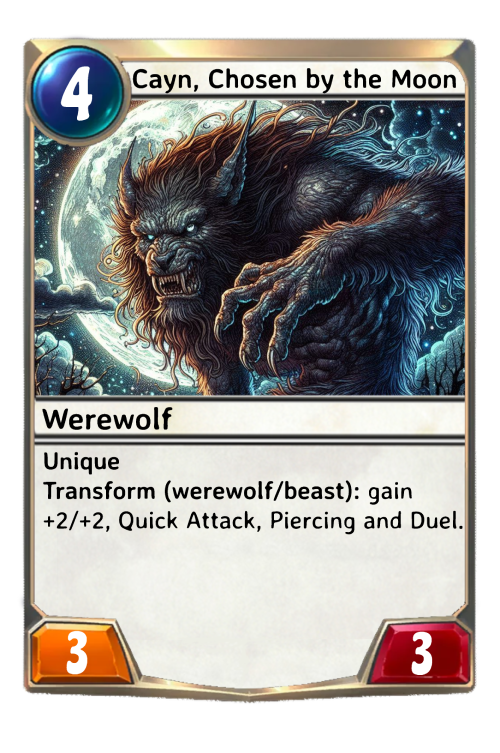 4
Cayn, Chosen by the Moon
Werewolf
Unique
Transform (werewolf/beast): gain
+2/+2, Quick Attack, Piercing and Duel.
3
3